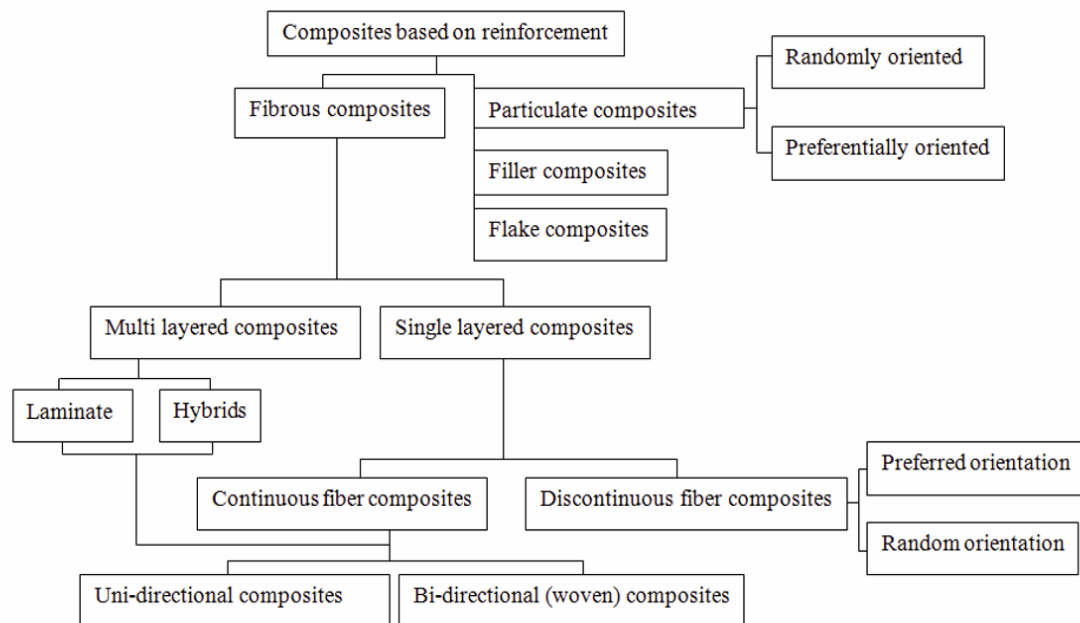 Composites based on reinforcement
Randomly oriented
Fibrous composites
Particulate composites
Preferentially oriented
Filler composites
Flake composites
Multi layered composites
Single layered composites
Laminate
Hybrids
Preferred orientation
Continuous fiber composites
Discontinuous fiber composites
Random orientation
Uni-directional composites
Bi-directional (woven) composites